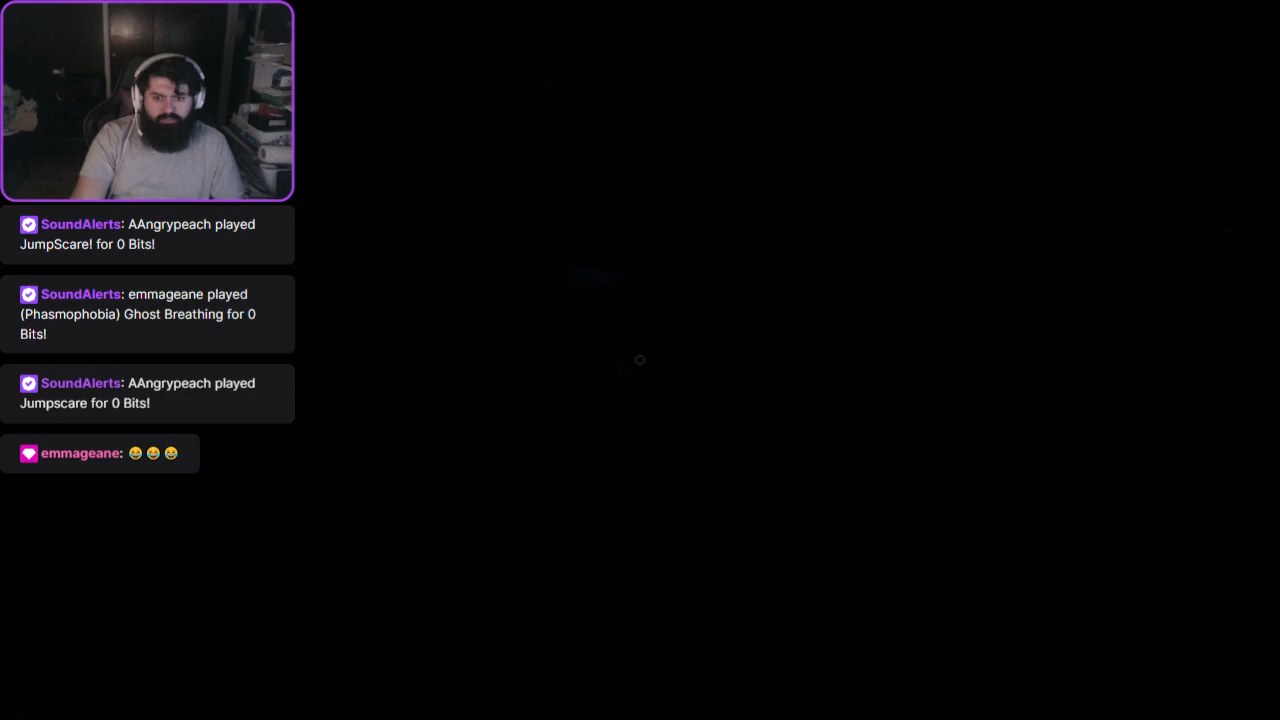 SoundAlerts: AAngrypeach played
JumpScare! for 0 Bits!
SoundAlerts: emmageane played
(Phasmophobia) Ghost Breathing for 0
Bits!
SoundAlerts: AAngrypeach played
Jumpscare for 0 Bits!
emmageane: 😂 😂 😂